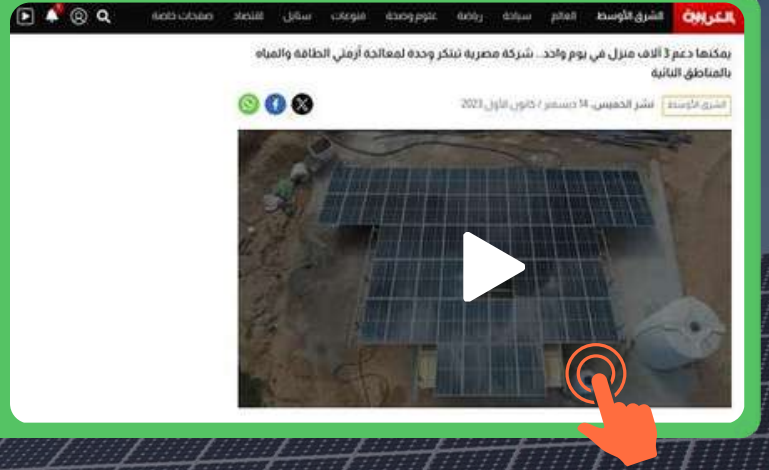 CNN بالعربية الشرق الأوسط العالم سياحة رياضة علوم وصحة منوعات ستايل اقتصاد صفحات خاصة
يمكنها دعم 3 آلاف منزل في يوم واحد.. شركة مصرية تبتكر وحدة لمعالجة أزمتي الطاقة والمياه
بالمناطق النائية
الشرق الأوسط نشر الخميس، 14 ديسمبر / كانون الأول 2023